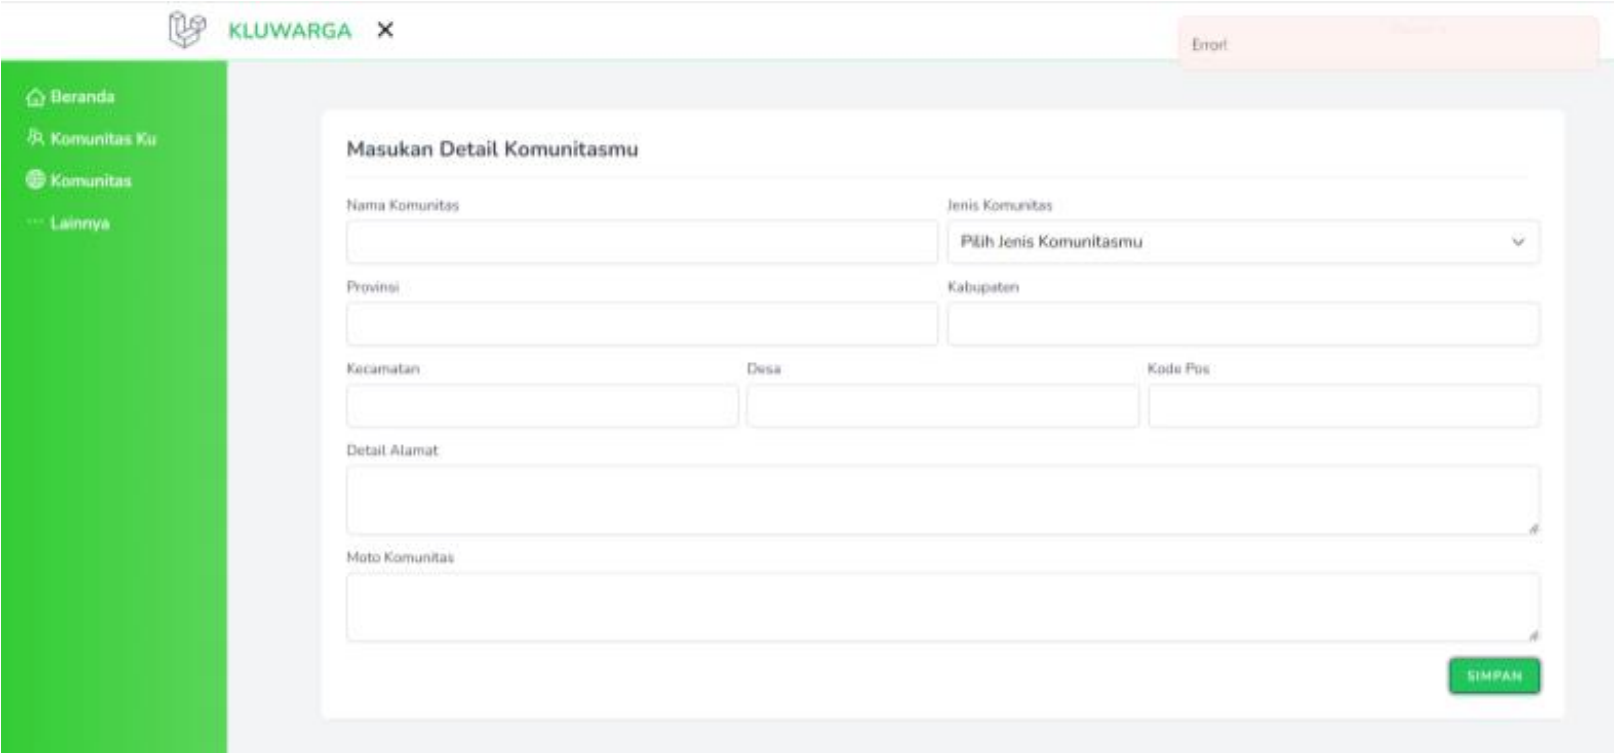 KLUWARGA
Error!
Beranda
Komunitas Ku
Komunitas
Lainnya
Masukan Detail Komunitasmu
Nama Komunitas
Jenis Komunitas
Pilih Jenis Komunitasmu
Provinsi
Kabupaten
Kecamatan
Desa
Kode Pos
Detail Alamat
Moto Komunitas
SIMPAN